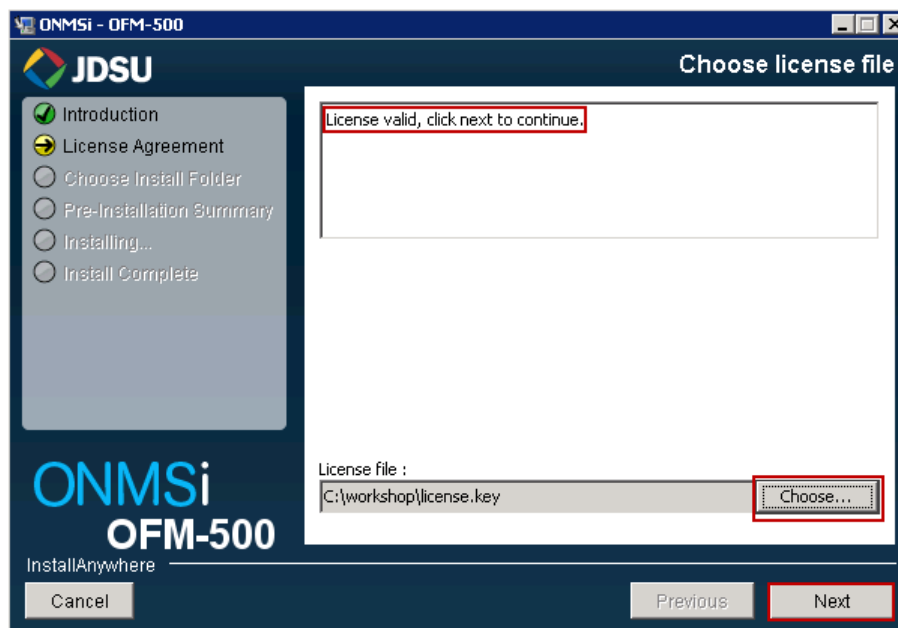 ONMSi - OFM-500
JDSU
Choose license file
Introduction
License Agreement
Choose Install Folder
Pre-Installation Summary
Installing...
Install Complete
License valid, click next to continue.
License file :
C:\workshop\license.key
Choose...
ONMSi
OFM-500
InstallAnywhere
Cancel
Previous
Next